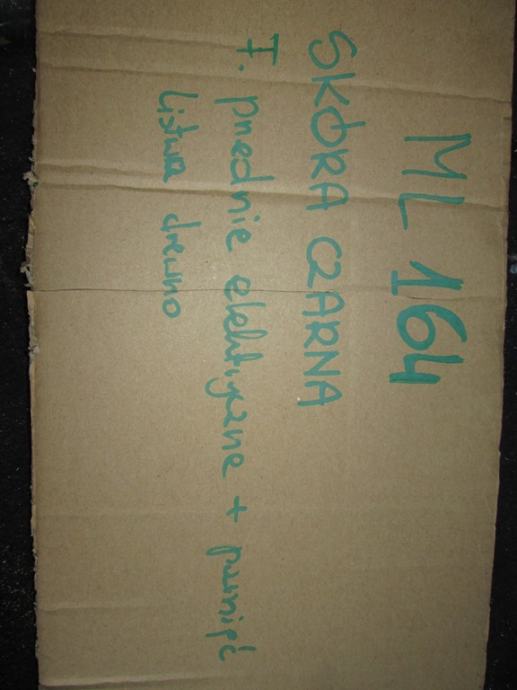 ML 164
SKÓRA CZARNA
F. przednie elektryczne + pamięć
Listwa drewno